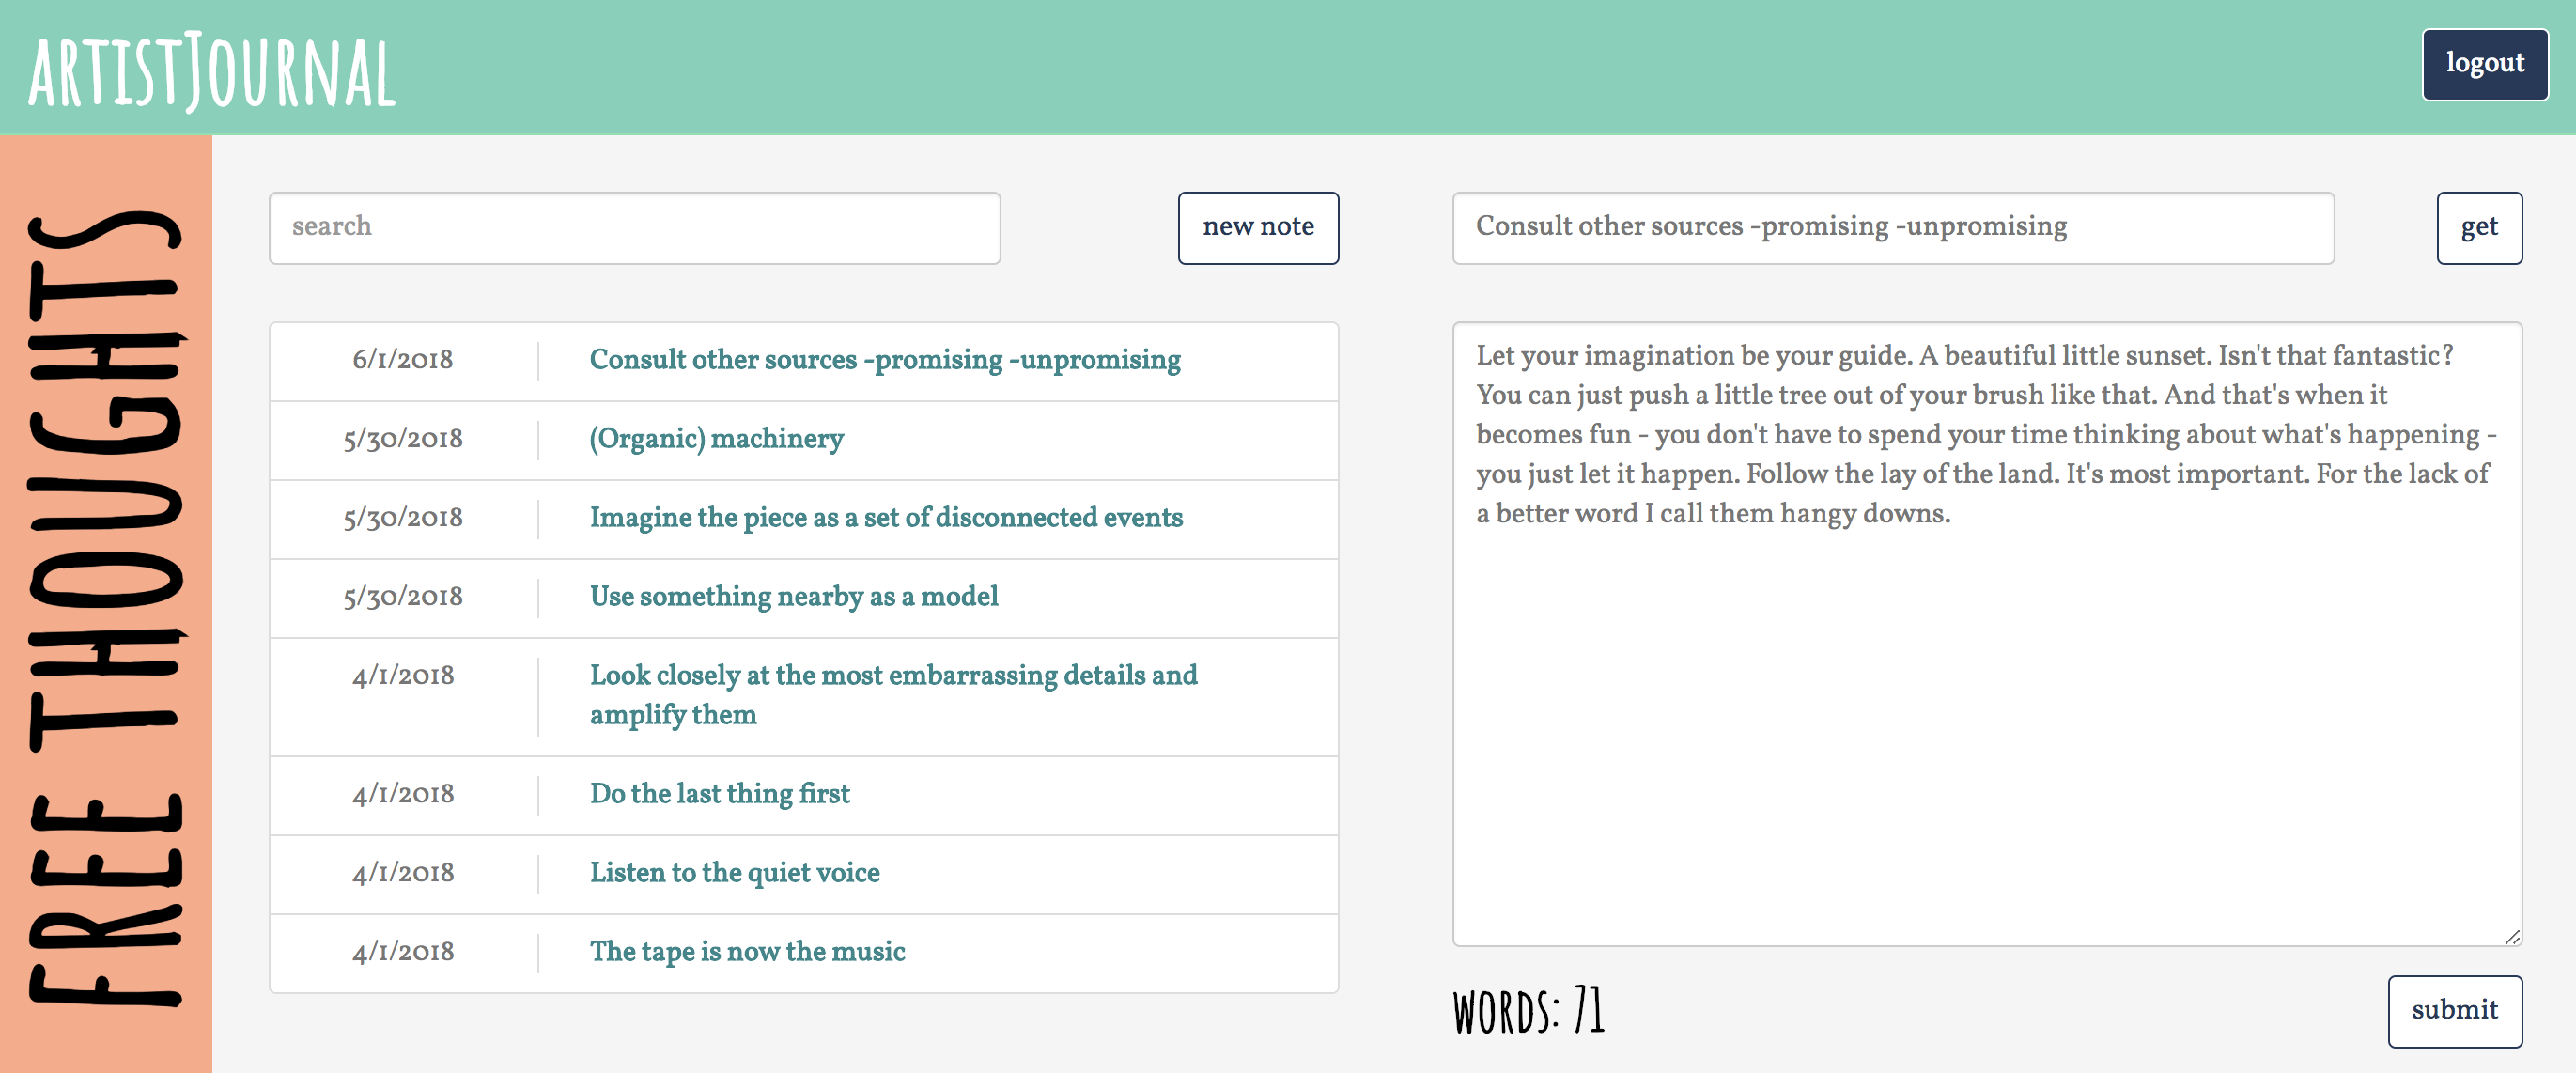 ARTISTJOURNAL
logout
FREE THOUGHTS
search
new note
6/1/2018 Consult other sources -promising -unpromising
5/30/2018 (Organic) machinery
5/30/2018 Imagine the piece as a set of disconnected events
5/30/2018 Use something nearby as a model
4/1/2018 Look closely at the most embarrassing details and
amplify them
4/1/2018 Do the last thing first
4/1/2018 Listen to the quiet voice
4/1/2018 The tape is now the music
Consult other sources -promising -unpromising
get
Let your imagination be your guide. A beautiful little sunset. Isn't that fantastic?
You can just push a little tree out of your brush like that. And that's when it
becomes fun - you don't have to spend your time thinking about what's happening -
you just let it happen. Follow the lay of the land. It's most important. For the lack of
a better word I call them hangy downs.
WORDS: 71
submit